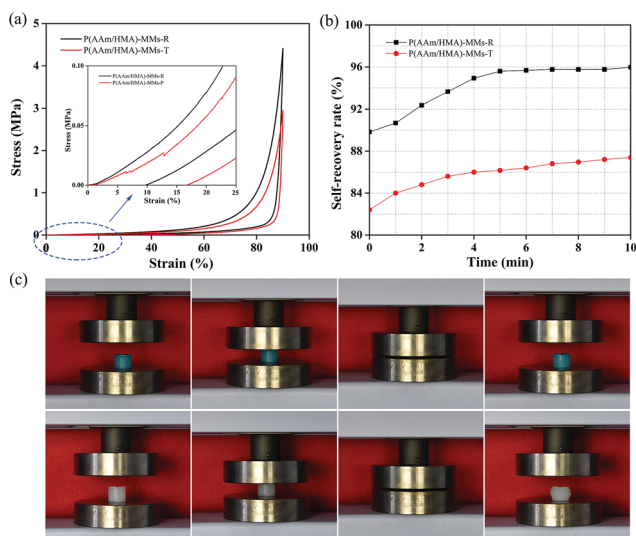 (a)
P(AAm/HMA)-MMs-R
P(AAm/HMA)-MMs-T
Stress (MPa)
5
4
3
2
1
0
0 20 40 60 80 100
Strain (%)
P(AAm/HMA)-MMs-R
P(AAm/HMA)-MMs-P
Stress (MPa)
0.10
0.05
0.00
0 5 10 15 20 25
Strain (%)
(b)
P(AAm/HMA)-MMs-R
P(AAm/HMA)-MMs-T
Self-recovery rate (%)
100
96
92
88
84
80
0 2 4 6 8 10
Time (min)
(c)